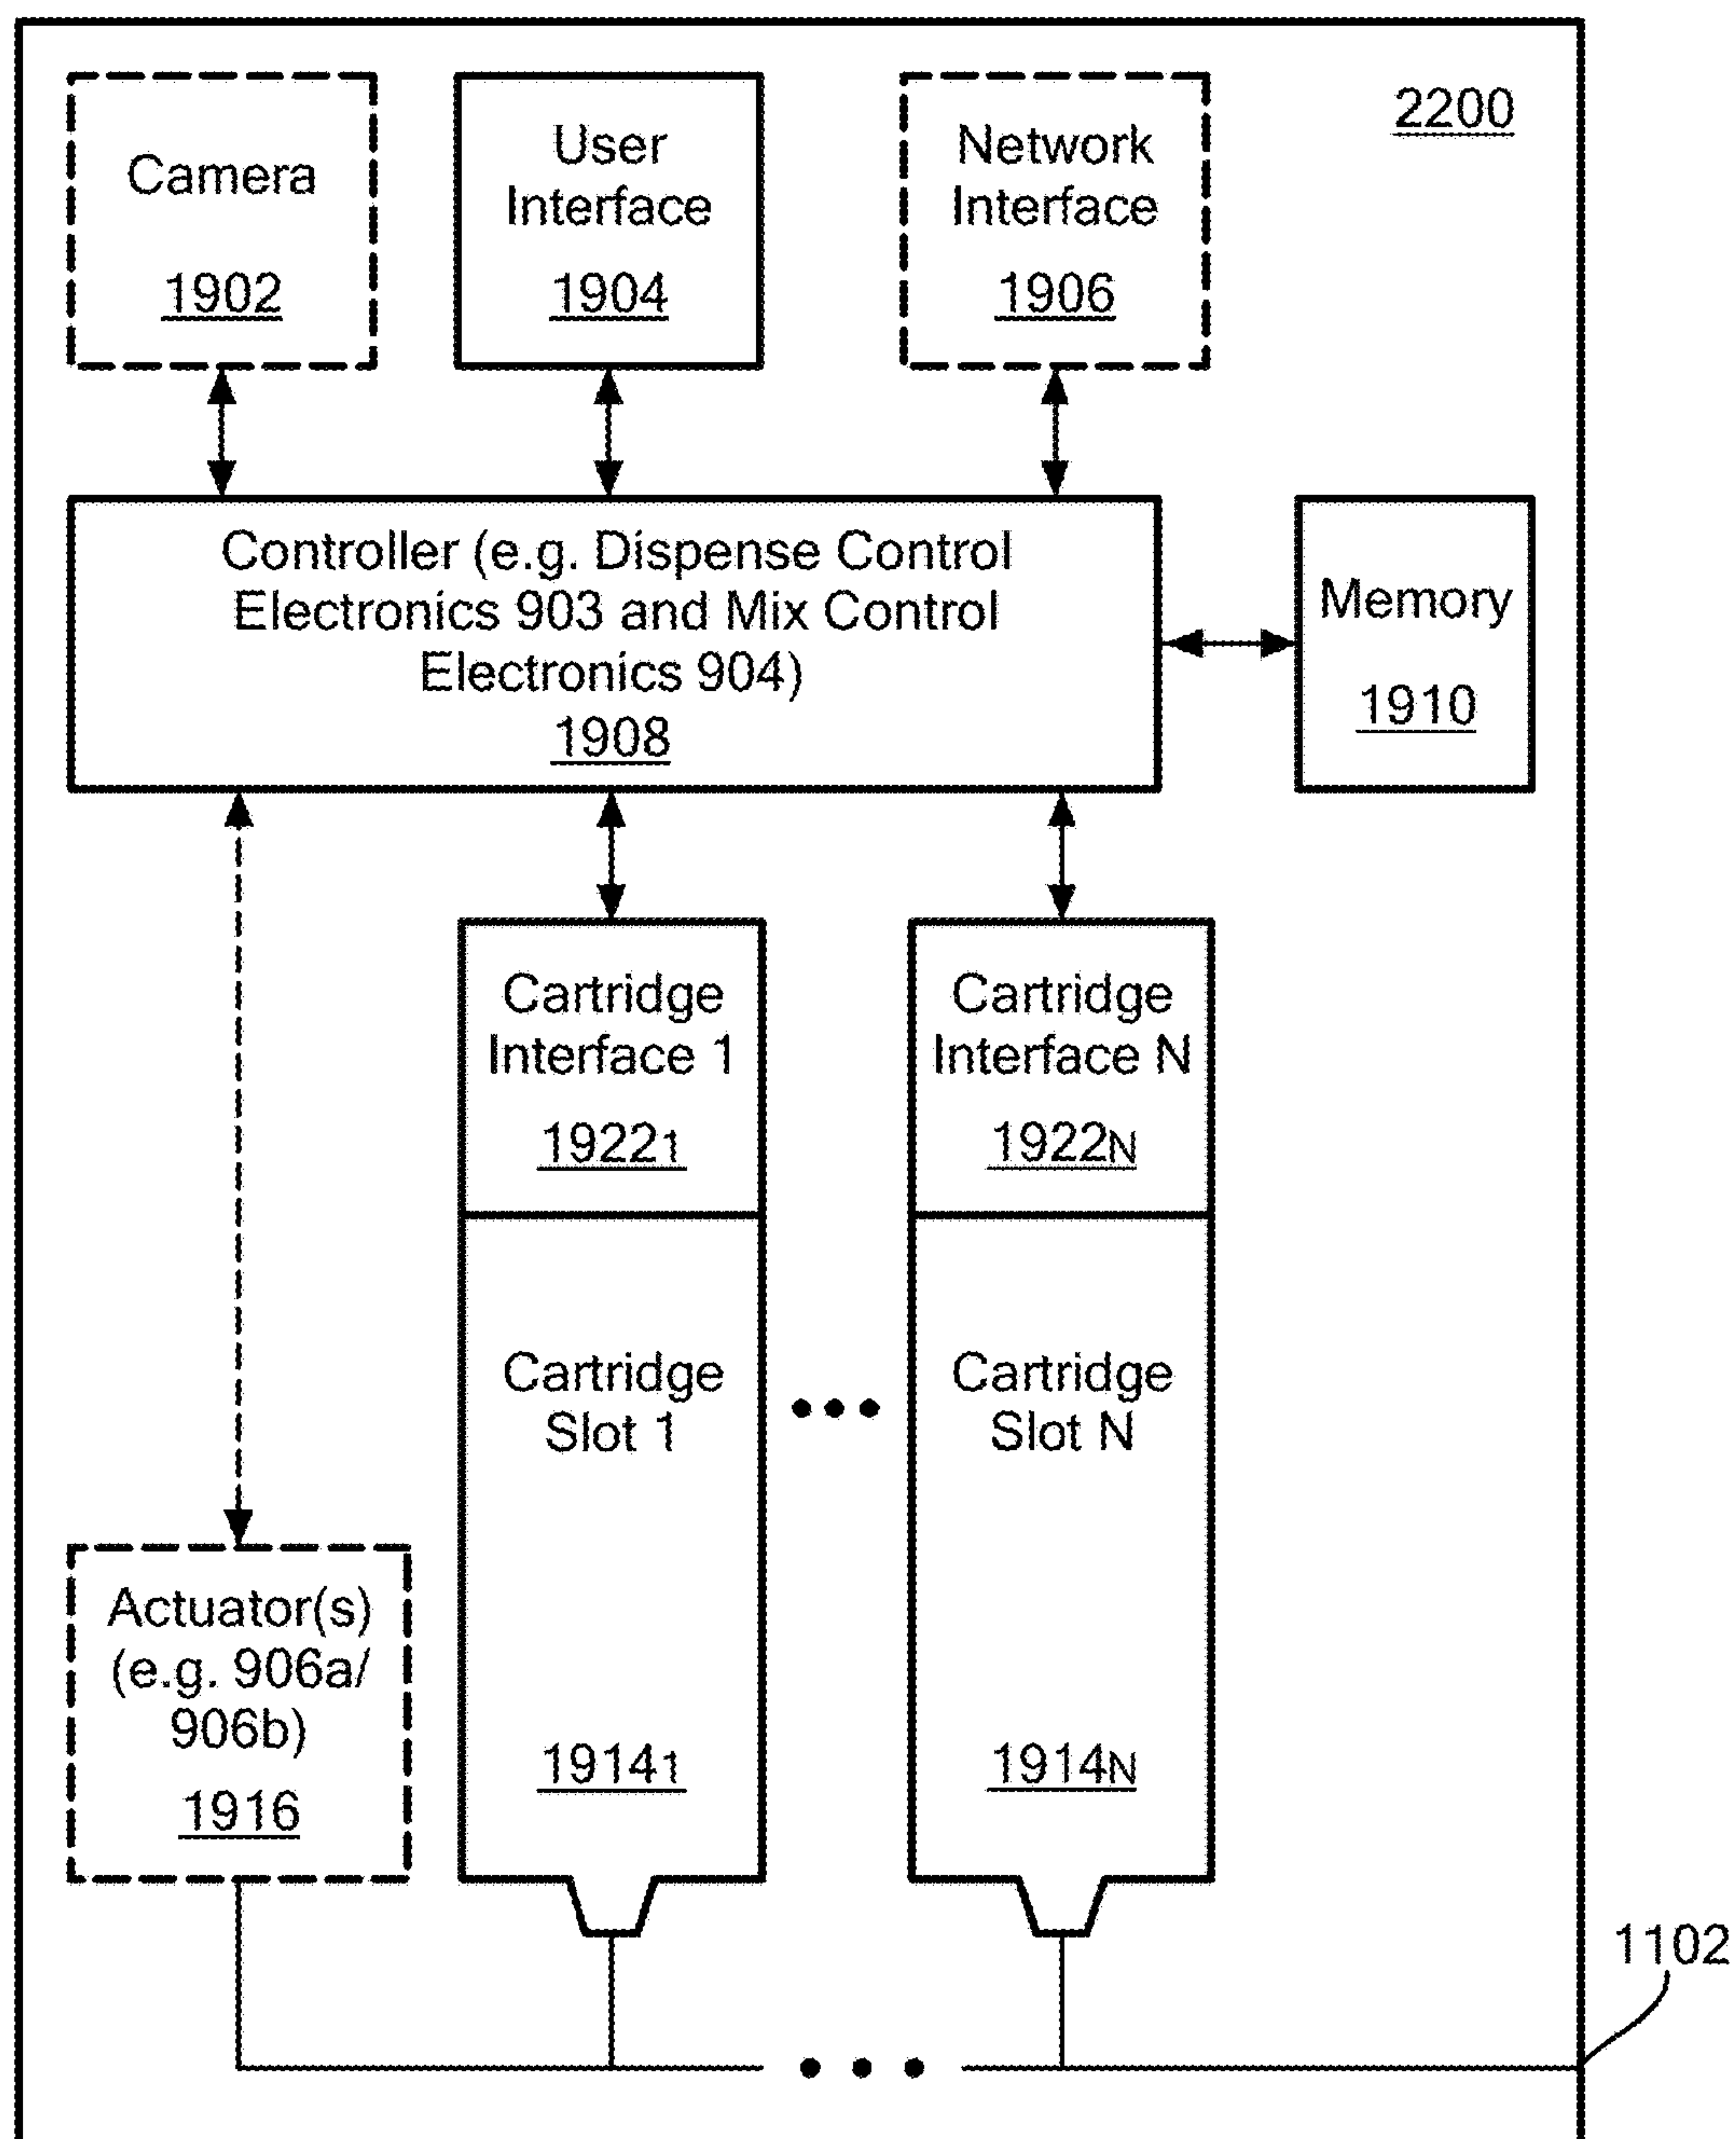 2200
Camera
1902
User
Interface
1904
Network
Interface
1906
Controller (e.g. Dispense Control
Electronics 903 and Mix Control
Electronics 904)
1908
Memory
1910
Cartridge
Interface 1
19221
Cartridge
Interface N
1922N
Cartridge
Slot 1
19141
Cartridge
Slot N
1914N
Actuator(s)
(e.g. 906a/
906b)
1916
1102